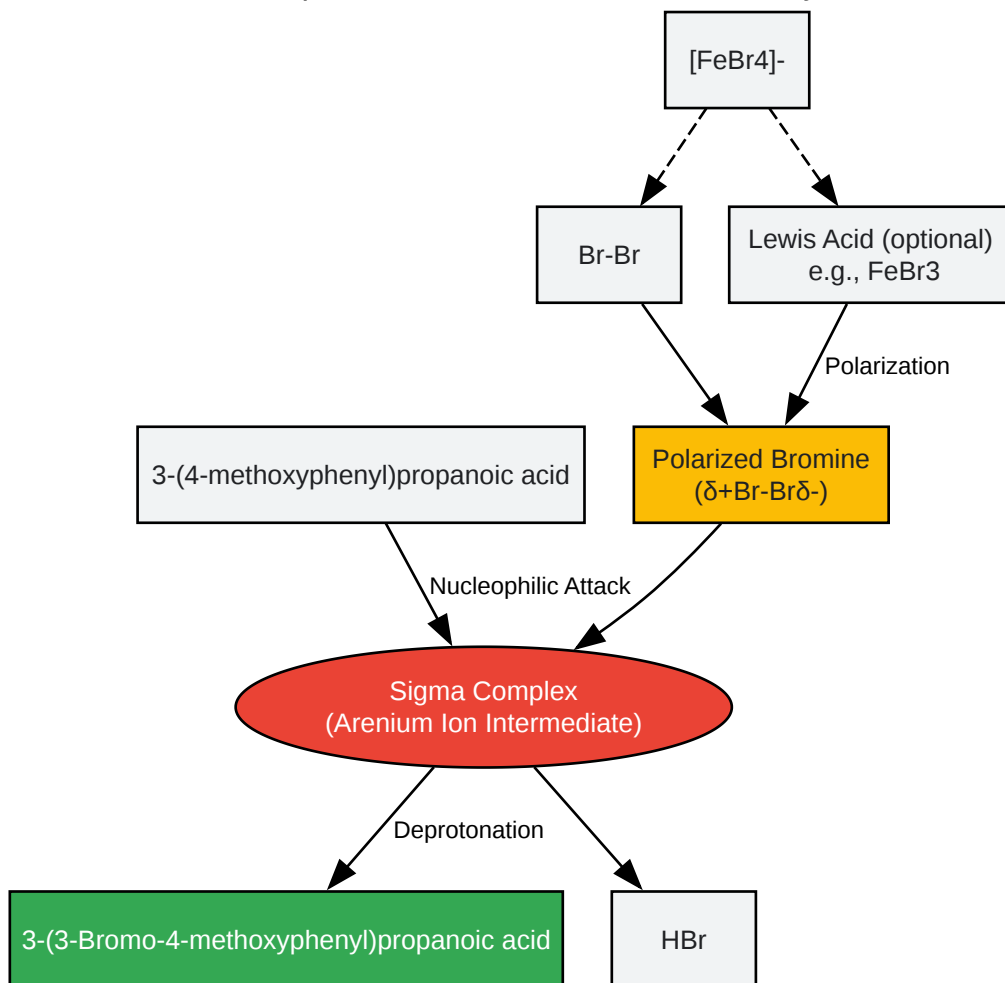 [FeBr4]-
Br-Br
Lewis Acid (optional)
e.g., FeBr3
Polarization
3-(4-methoxyphenyl)propanoic acid
Polarized Bromine
(δ+Br-Brδ-)
Nucleophilic Attack
Sigma Complex
(Arenium Ion Intermediate)
Deprotonation
3-(3-Bromo-4-methoxyphenyl)propanoic acid
HBr